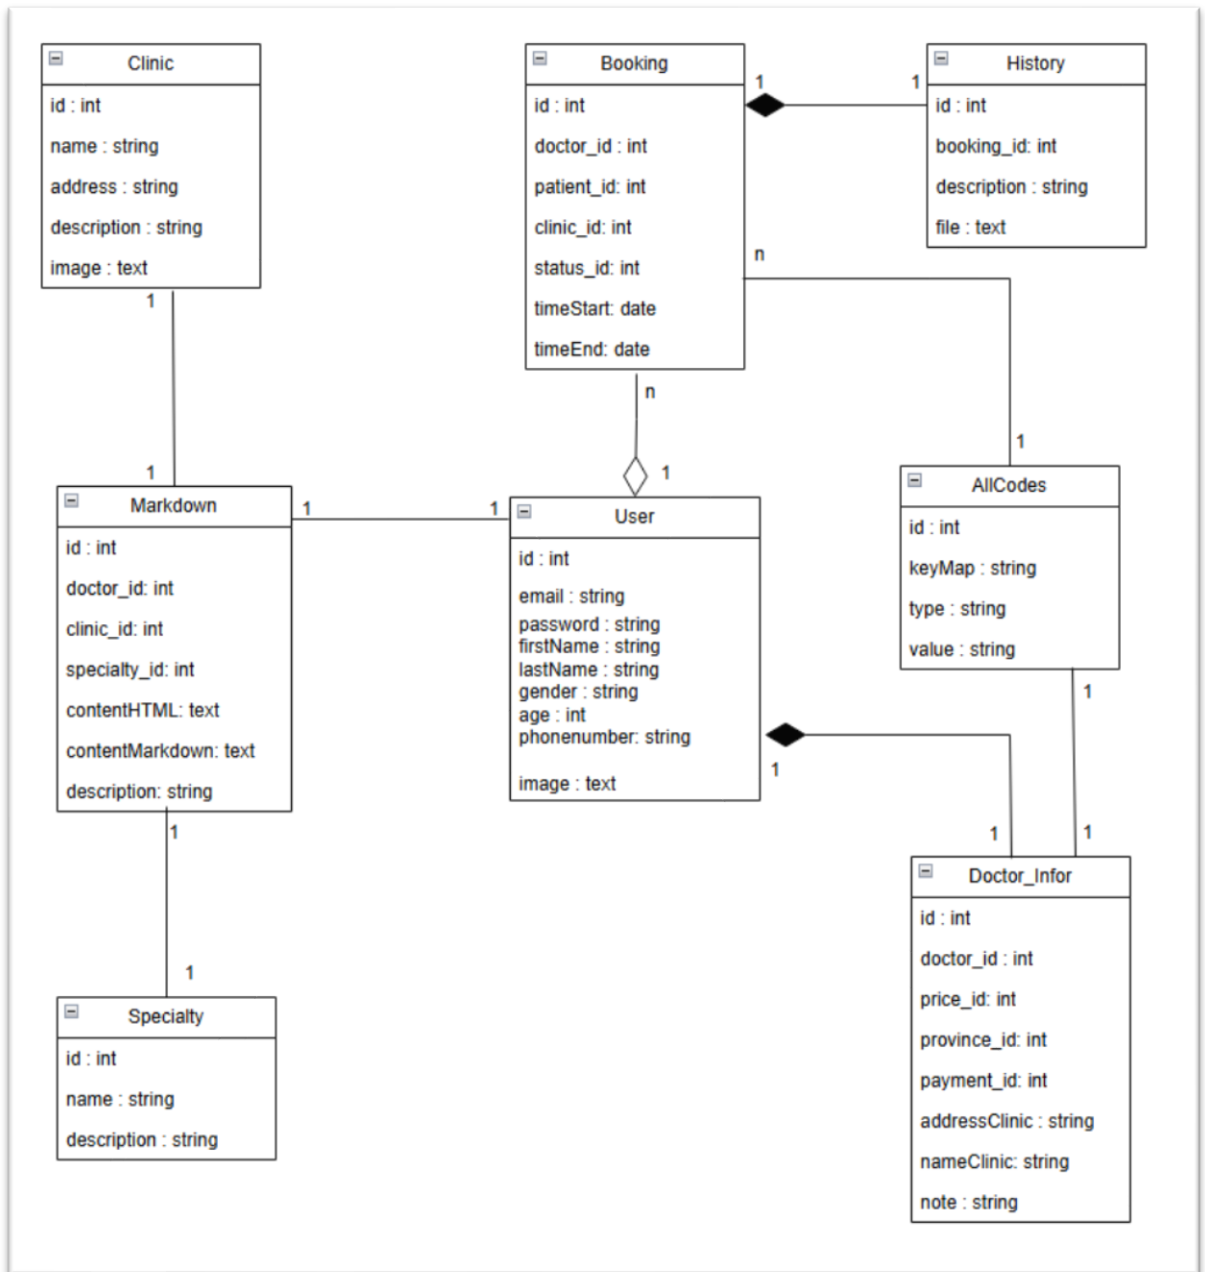 Clinic
id : int
name : string
address : string
description : string
image : text
1
Booking
id : int
doctor_id : int
patient_id: int
clinic_id: int
status_id: int
timeStart: date
timeEnd: date
1
1
History
id : int
booking_id: int
description : string
file : text
n
n
1
1
1
Markdown
id : int
doctor_id: int
clinic_id: int
specialty_id: int
contentHTML: text
contentMarkdown: text
description: string
1
1
1
User
id : int
email : string
password : string
firstName : string
lastName : string
gender : string
age : int
phonenumber: string
image : text
1
AllCodes
id : int
keyMap : string
type : string
value : string
1
1
1
1
Specialty
id : int
name : string
description : string
Doctor_Infor
id : int
doctor_id : int
price_id: int
province_id: int
payment_id: int
addressClinic : string
nameClinic: string
note : string